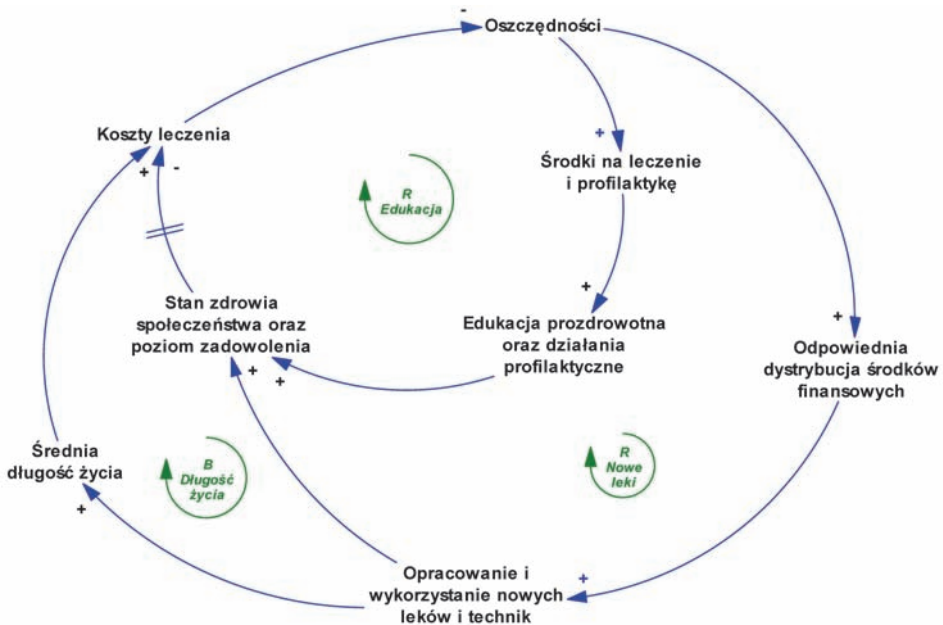 -
Oszczędności
Koszty leczenia
+ -
+
Środki na leczenie
i profilaktykę
R
Edukacja
Stan zdrowia
społeczeństwa oraz
poziom zadowolenia
+
+
+
Edukacja prozdrowotna
oraz działania
profilaktyczne
+
Odpowiednia
dystrybucja środków
finansowych
Średnia
długość życia
+
B
Długość
życia
R
Nowe
leki
Opracowanie i
wykorzystanie nowych
leków i technik
+